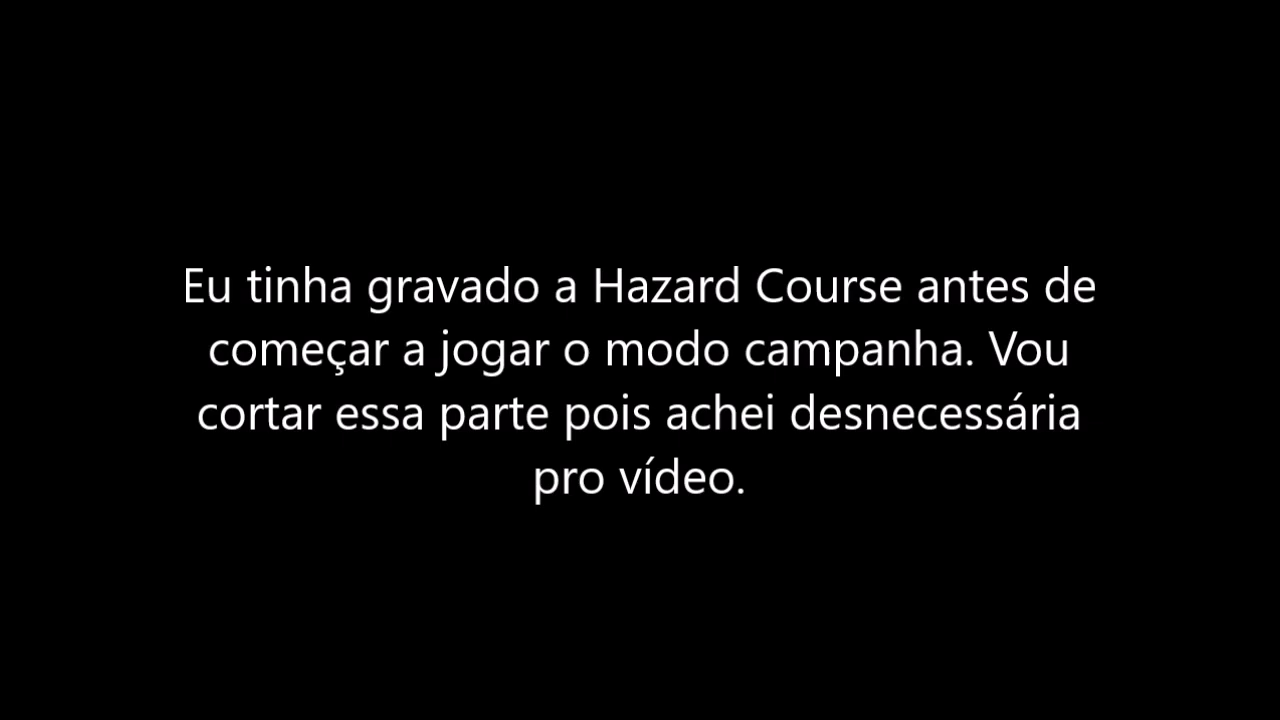 Eu tinha gravado a Hazard Course antes de
começar a jogar o modo campanha. Vou
cortar essa parte pois achei desnecessária
pro vídeo.